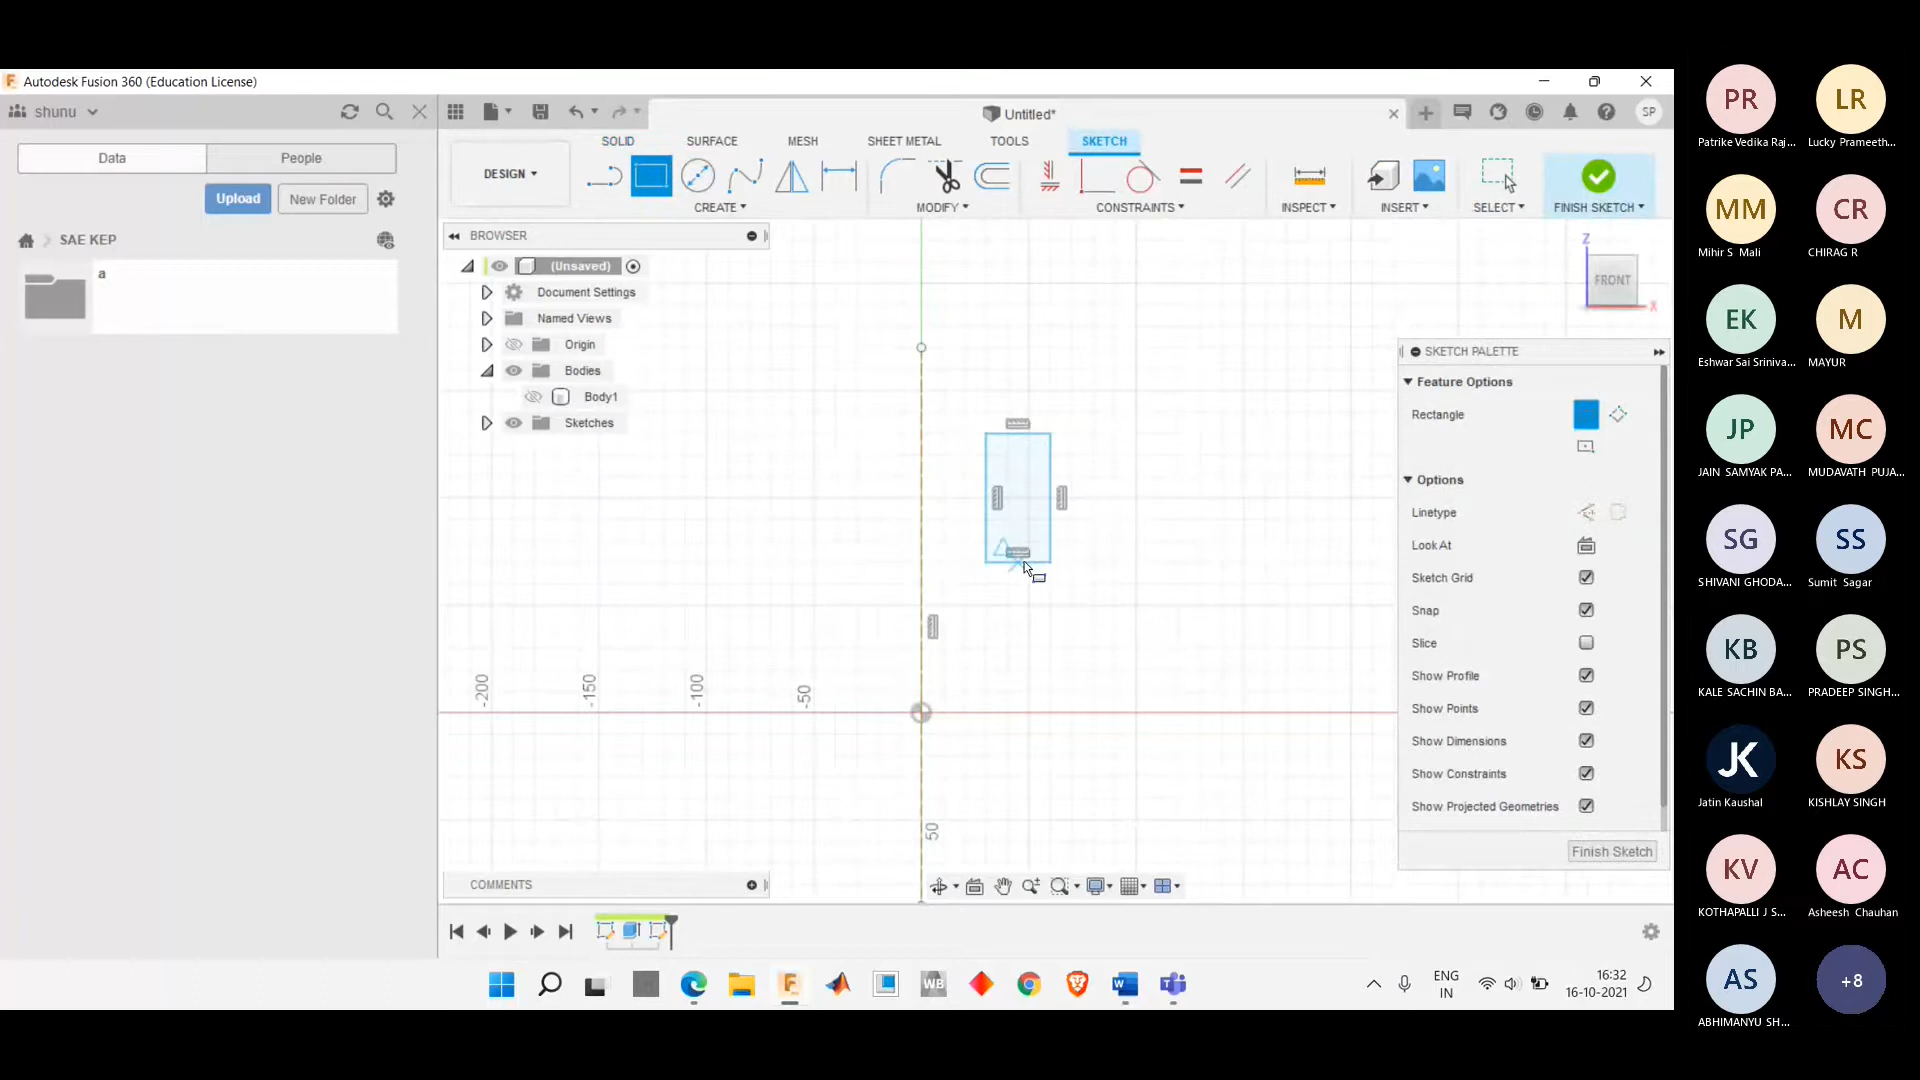 Autodesk Fusion 360 (Education License)
shunu
Data
People
Upload
New Folder
SAE KEP
a
Untitled*
SP
SOLID
SURFACE
MESH
SHEET METAL
TOOLS
SKETCH
DESIGN
CREATE
MODIFY
CONSTRAINTS
INSPECT
INSERT
SELECT
FINISH SKETCH
BROWSER
(Unsaved)
Document Settings
Named Views
Origin
Bodies
Body1
Sketches
FRONT
Z
X
-200
-150
-100
-50
50
SKETCH PALETTE
Feature Options
Rectangle
Options
Linetype
Look At
Sketch Grid
Snap
Slice
Show Profile
Show Points
Show Dimensions
Show Constraints
Show Projected Geometries
Finish Sketch
COMMENTS
WB
ENG
IN
16:32
16-10-2021
PR
Patrike Vedika Raj...
LR
Lucky Prameeth...
MM
Mihir S Mali
CR
CHIRAG R
EK
Eshwar Sai Sriniva...
M
MAYUR
JP
JAIN SAMYAK PA...
MC
MUDAVATH PUJA...
SG
SHIVANI GHODA...
SS
Sumit Sagar
KB
KALE SACHIN BA...
PS
PRADEEP SINGH...
JK
Jatin Kaushal
KS
KISHLAY SINGH
KV
KOTHAPALLI J S...
AC
Asheesh Chauhan
AS
ABHIMANYU SH...
+8